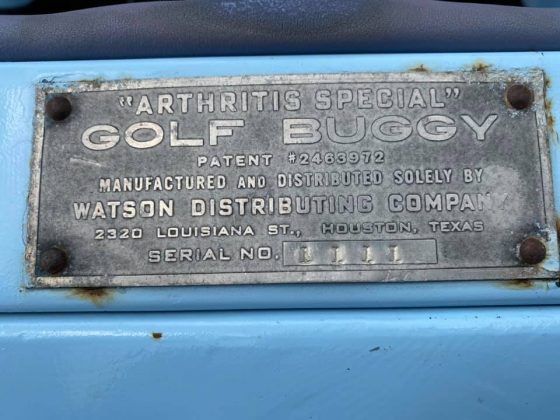 "ARTHRITIS SPECIAL"
GOLF BUGGY
PATENT #2463972
MANUFACTURED AND DISTRIBUTED SOLELY BY
WATSON DISTRIBUTING COMPANY
2320 LOUISIANA ST., HOUSTON, TEXAS
SERIAL NO. 1111